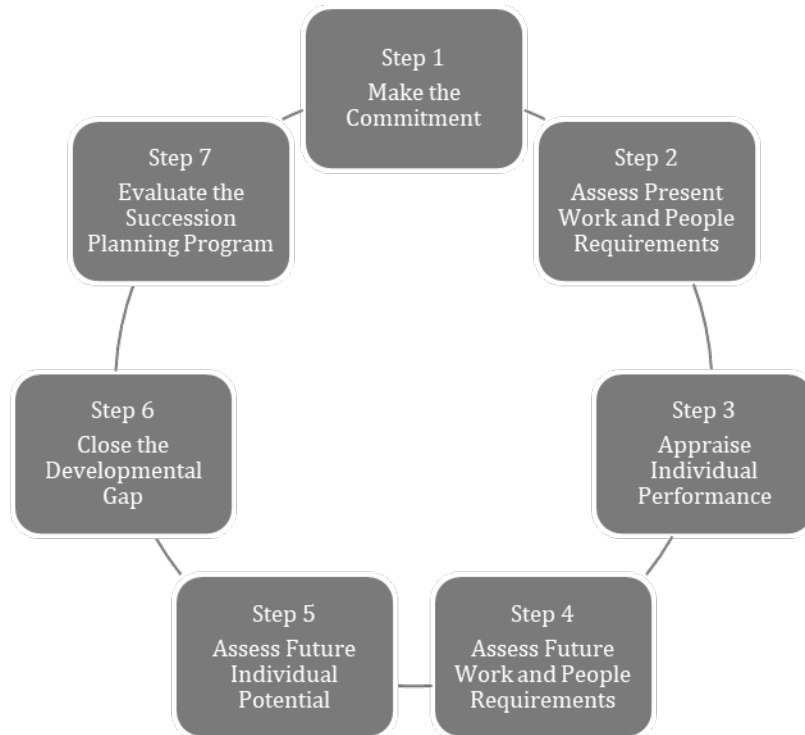 Step 1
Make the
Commitment
Step 2
Assess Present
Work and People
Requirements
Step 3
Appraise
Individual
Performance
Step 4
Assess Future
Work and People
Requirements
Step 5
Assess Future
Individual
Potential
Step 6
Close the
Developmental
Gap
Step 7
Evaluate the
Succession
Planning Program